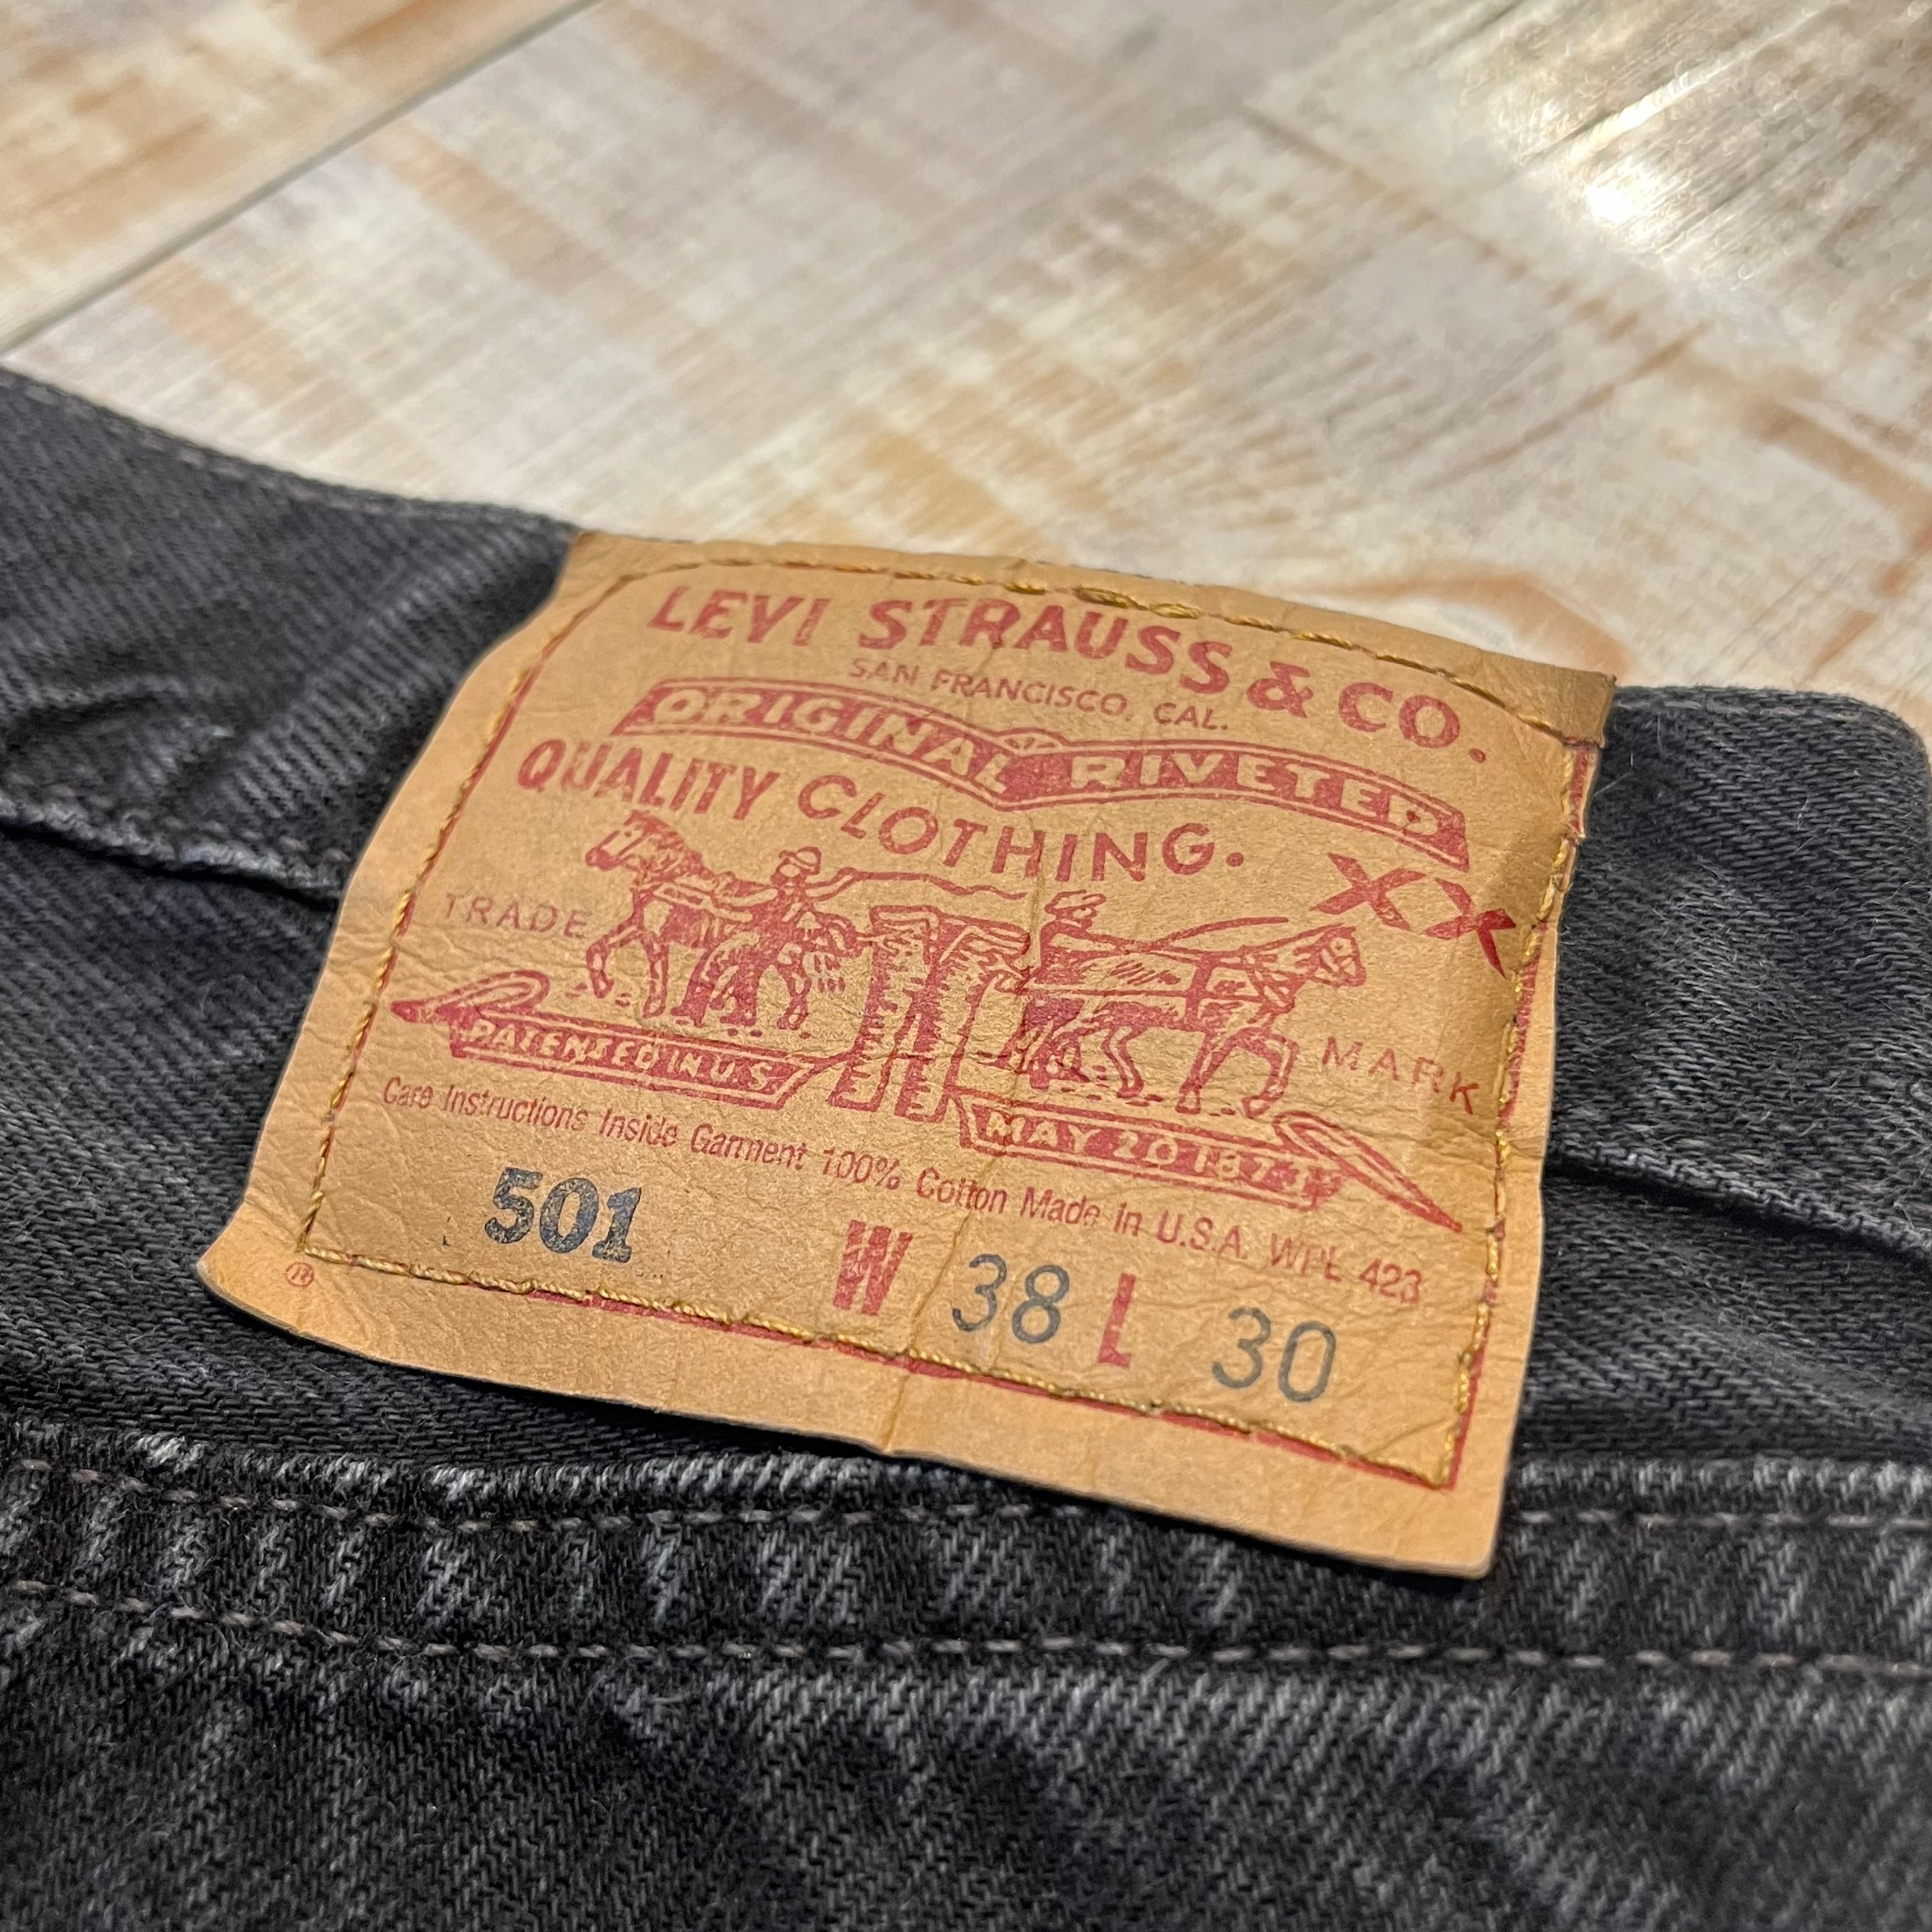 LEVI STRAUSS & CO.
SAN FRANCISCO, CAL.
ORIGINAL RIVETED
QUALITY CLOTHING.
XX
TRADE MARK
PATENTED IN U.S.
MAY 20 1873
Care Instructions Inside Garment 100% Cotton Made in U.S.A. WPL 423
501 W 38 L 30
®